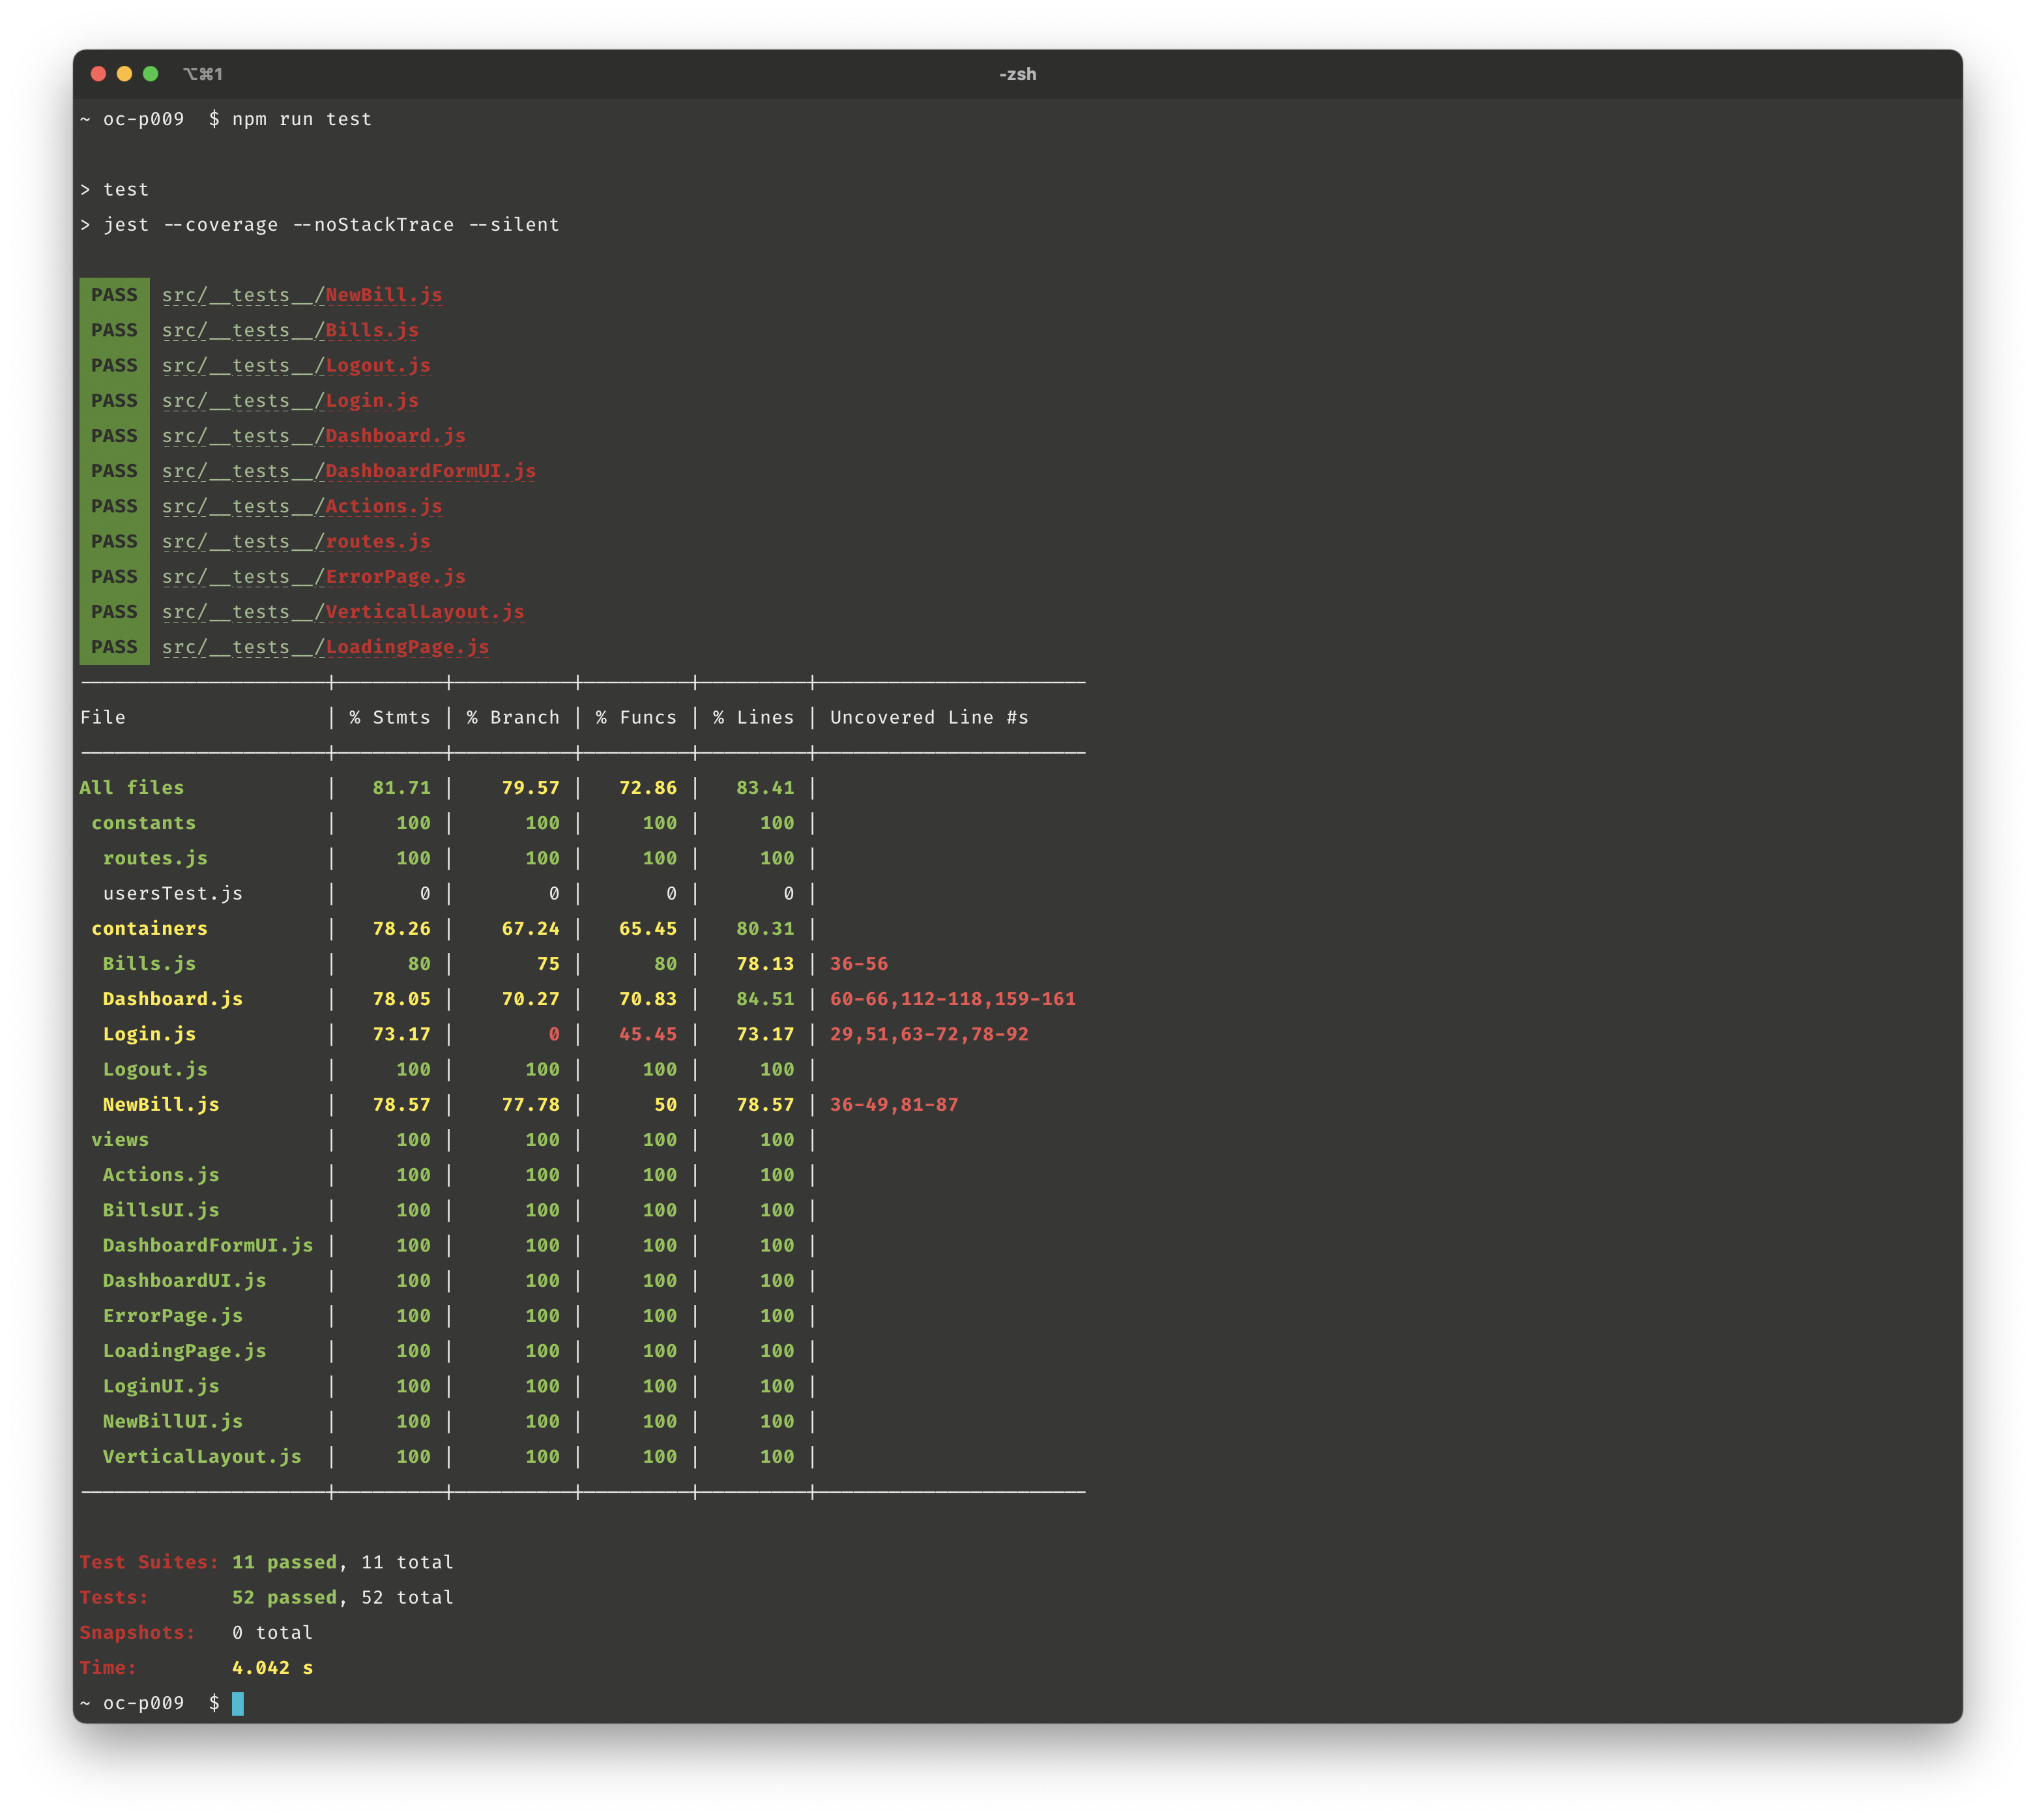 ⌥⌘1
-zsh
~ oc-p009  $ npm run test
> test
> jest --coverage --noStackTrace --silent
PASS src/__tests__/NewBill.js
PASS src/__tests__/Bills.js
PASS src/__tests__/Logout.js
PASS src/__tests__/Login.js
PASS src/__tests__/Dashboard.js
PASS src/__tests__/DashboardFormUI.js
PASS src/__tests__/Actions.js
PASS src/__tests__/routes.js
PASS src/__tests__/ErrorPage.js
PASS src/__tests__/VerticalLayout.js
PASS src/__tests__/LoadingPage.js
File | % Stmts | % Branch | % Funcs | % Lines | Uncovered Line #s
All files | 81.71 | 79.57 | 72.86 | 83.41 |
constants | 100 | 100 | 100 | 100 |
routes.js | 100 | 100 | 100 | 100 |
usersTest.js | 0 | 0 | 0 | 0 |
containers | 78.26 | 67.24 | 65.45 | 80.31 |
Bills.js | 80 | 75 | 80 | 78.13 | 36-56
Dashboard.js | 78.05 | 70.27 | 70.83 | 84.51 | 60-66,112-118,159-161
Login.js | 73.17 | 0 | 45.45 | 73.17 | 29,51,63-72,78-92
Logout.js | 100 | 100 | 100 | 100 |
NewBill.js | 78.57 | 77.78 | 50 | 78.57 | 36-49,81-87
views | 100 | 100 | 100 | 100 |
Actions.js | 100 | 100 | 100 | 100 |
BillsUI.js | 100 | 100 | 100 | 100 |
DashboardFormUI.js | 100 | 100 | 100 | 100 |
DashboardUI.js | 100 | 100 | 100 | 100 |
ErrorPage.js | 100 | 100 | 100 | 100 |
LoadingPage.js | 100 | 100 | 100 | 100 |
LoginUI.js | 100 | 100 | 100 | 100 |
NewBillUI.js | 100 | 100 | 100 | 100 |
VerticalLayout.js | 100 | 100 | 100 | 100 |
Test Suites: 11 passed, 11 total
Tests: 52 passed, 52 total
Snapshots: 0 total
Time: 4.042 s
~ oc-p009  $